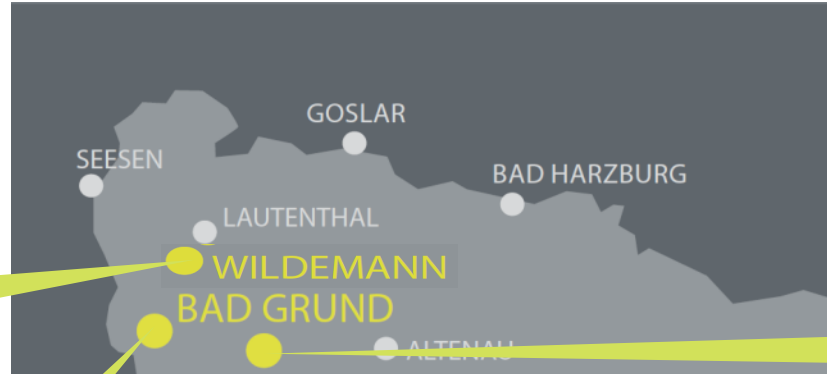 GOSLAR
SEESEN
BAD HARZBURG
LAUTENTHAL
WILDEMANN
BAD GRUND
ALTENAU